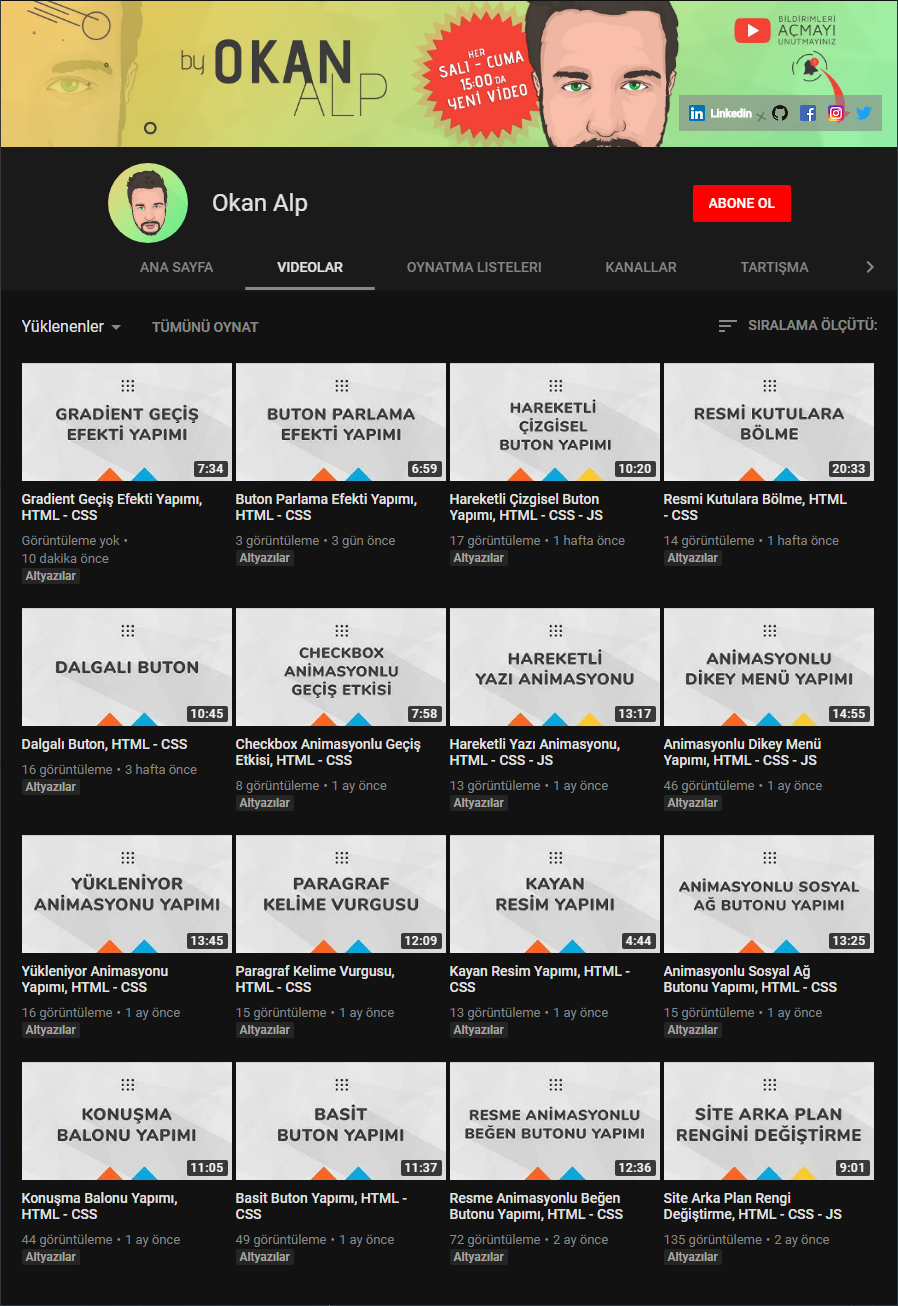 by OKAN
ALP
HER
SALI - CUMA
15:00'DA
YENİ VİDEO
BİLDİRİMLERİ
AÇMAYI
UNUTMAYINIZ
Linkedin
Okan Alp
ABONE OL
ANA SAYFA VIDEOLAR OYNATMA LISTELERI KANALLAR TARTIŞMA
Yüklenenler TÜMÜNÜ OYNAT SIRALAMA ÖLÇÜTÜ:
GRADİENT GEÇİŞ
EFEKTİ YAPIMI
7:34
Gradient Geçiş Efekti Yapımı,
HTML - CSS
Görüntüleme yok •
10 dakika önce
Altyazılar
BUTON PARLAMA
EFEKTİ YAPIMI
6:59
Buton Parlama Efekti Yapımı,
HTML - CSS
3 görüntüleme • 3 gün önce
Altyazılar
HAREKETLİ
ÇİZGİSEL
BUTON YAPIMI
10:20
Hareketli Çizgisel Buton
Yapımı, HTML - CSS - JS
17 görüntüleme • 1 hafta önce
Altyazılar
RESMİ KUTULARA
BÖLME
20:33
Resmi Kutulara Bölme, HTML
- CSS
14 görüntüleme • 1 hafta önce
Altyazılar
DALGALI BUTON
10:45
Dalgalı Buton, HTML - CSS
16 görüntüleme • 3 hafta önce
Altyazılar
CHECKBOX
ANİMASYONLU
GEÇİŞ ETKİSİ
7:58
Checkbox Animasyonlu Geçiş
Etkisi, HTML - CSS
8 görüntüleme • 1 ay önce
Altyazılar
HAREKETLİ
YAZI ANİMASYONU
13:17
Hareketli Yazı Animasyonu,
HTML - CSS - JS
13 görüntüleme • 1 ay önce
Altyazılar
ANİMASYONLU
DİKEY MENÜ YAPIMI
14:55
Animasyonlu Dikey Menü
Yapımı, HTML - CSS - JS
46 görüntüleme • 1 ay önce
Altyazılar
YÜKLENİYOR
ANİMASYONU YAPIMI
13:45
Yükleniyor Animasyonu
Yapımı, HTML - CSS
16 görüntüleme • 1 ay önce
Altyazılar
PARAGRAF
KELİME VURGUSU
12:09
Paragraf Kelime Vurgusu,
HTML - CSS
15 görüntüleme • 1 ay önce
Altyazılar
KAYAN
RESİM YAPIMI
4:44
Kayan Resim Yapımı, HTML -
CSS
13 görüntüleme • 1 ay önce
Altyazılar
ANİMASYONLU SOSYAL
AĞ BUTONU YAPIMI
13:25
Animasyonlu Sosyal Ağ
Butonu Yapımı, HTML - CSS
15 görüntüleme • 1 ay önce
Altyazılar
KONUŞMA
BALONU YAPIMI
11:05
Konuşma Balonu Yapımı,
HTML - CSS
44 görüntüleme • 1 ay önce
Altyazılar
BASİT
BUTON YAPIMI
11:37
Basit Buton Yapımı, HTML -
CSS
49 görüntüleme • 1 ay önce
Altyazılar
RESME ANİMASYONLU
BEĞEN BUTONU YAPIMI
12:36
Resme Animasyonlu Beğen
Butonu Yapımı, HTML - CSS
72 görüntüleme • 2 ay önce
Altyazılar
SİTE ARKA PLAN
RENGİNİ DEĞİŞTİRME
9:01
Site Arka Plan Rengi
Değiştirme, HTML - CSS - JS
135 görüntüleme • 2 ay önce
Altyazılar